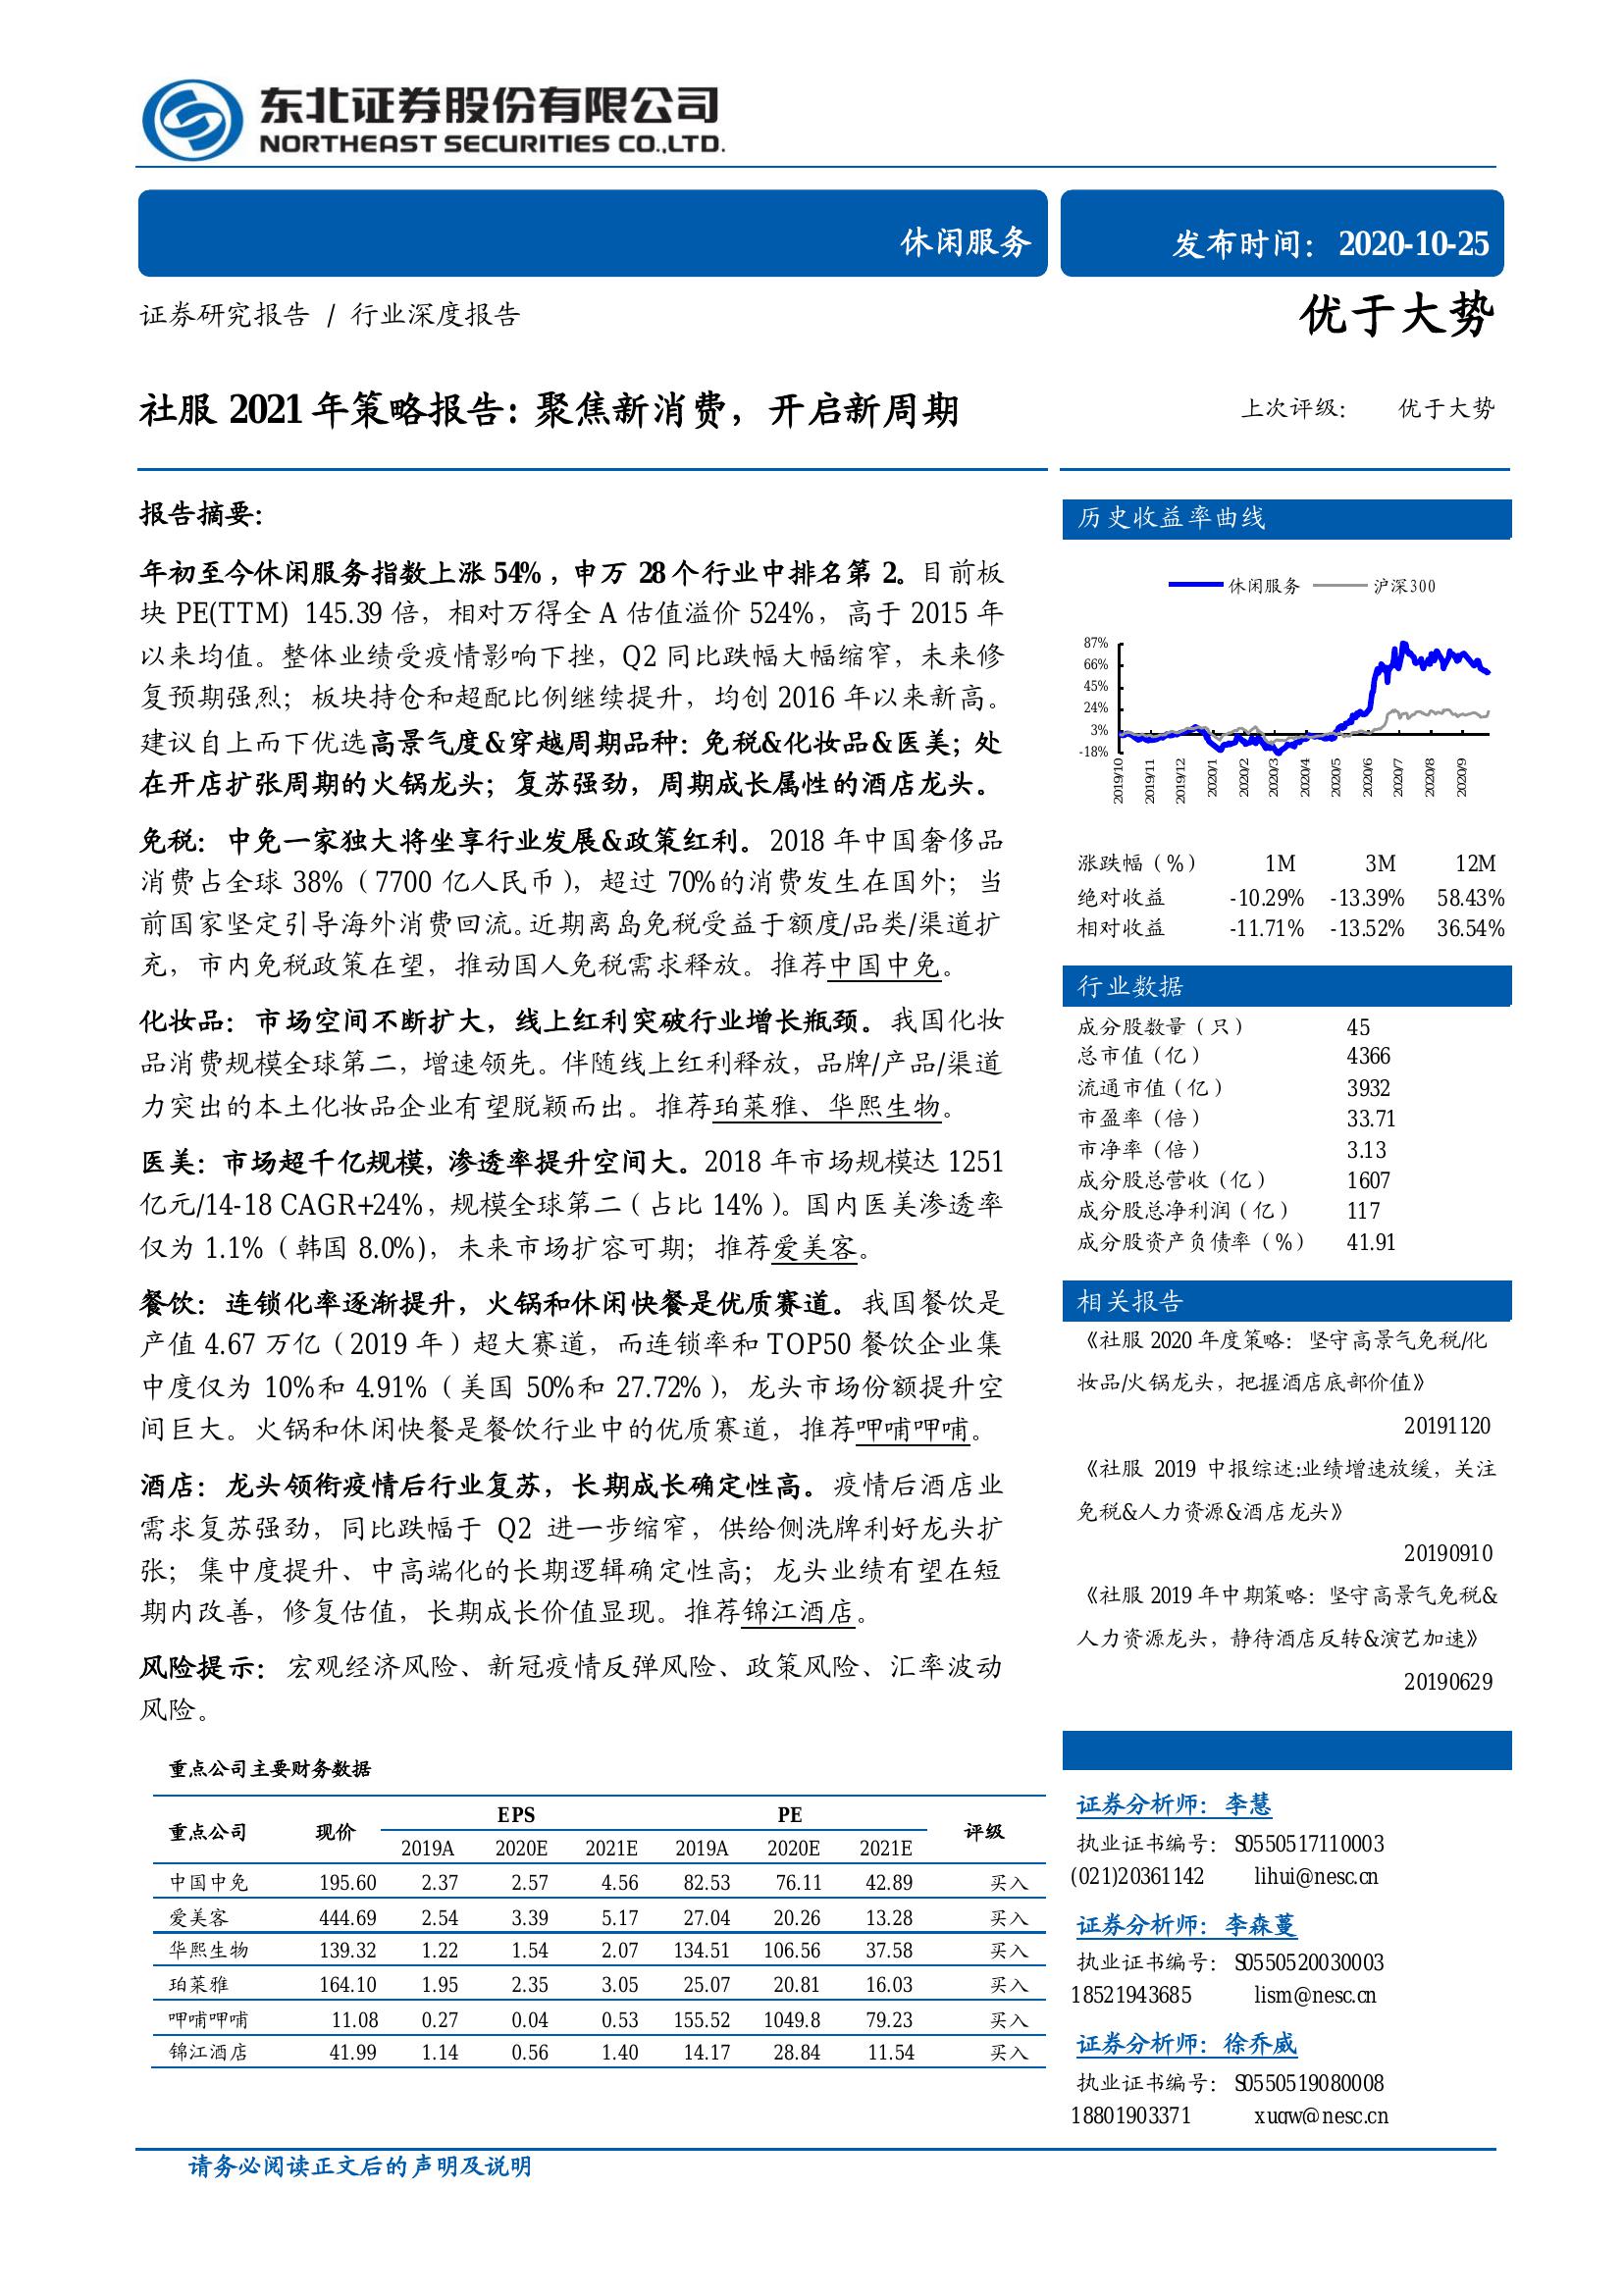 东北证券股份有限公司
NORTHEAST SECURITIES CO.,LTD.
休闲服务
发布时间: 2020-10-25
证券研究报告 / 行业深度报告
优于大势
社服 2021 年策略报告:聚焦新消费,开启新周期
上次评级: 优于大势
报告摘要:
年初至今休闲服务指数上涨 54%,申万 28 个行业中排名第 2。目前板
块 PE(TTM) 145.39 倍,相对万得全 A 估值溢价 524%,高于 2015 年
以来均值。整体业绩受疫情影响下挫,Q2 同比跌幅大幅缩窄,未来修
复预期强烈;板块持仓和超配比例继续提升,均创 2016 年以来新高。
建议自上而下优选高景气度&穿越周期品种:免税&化妆品&医美;处
在开店扩张周期的火锅龙头;复苏强劲,周期成长属性的酒店龙头。
免税:中免一家独大将坐享行业发展&政策红利。2018 年中国奢侈品
消费占全球 38%(7700 亿人民币),超过 70%的消费发生在国外;当
前国家坚定引导海外消费回流。近期离岛免税受益于额度/品类/渠道扩
充,市内免税政策在望,推动国人免税需求释放。推荐中国中免。
化妆品:市场空间不断扩大,线上红利突破行业增长瓶颈。我国化妆
品消费规模全球第二,增速领先。伴随线上红利释放,品牌/产品/渠道
力突出的本土化妆品企业有望脱颖而出。推荐珀莱雅、华熙生物。
医美:市场超千亿规模,渗透率提升空间大。2018 年市场规模达 1251
亿元/14-18 CAGR+24%,规模全球第二(占比 14%)。国内医美渗透率
仅为 1.1%(韩国 8.0%),未来市场扩容可期;推荐爱美客。
餐饮:连锁化率逐渐提升,火锅和休闲快餐是优质赛道。我国餐饮是
产值 4.67 万亿(2019 年)超大赛道,而连锁率和 TOP50 餐饮企业集
中度仅为 10%和 4.91%(美国 50%和 27.72%),龙头市场份额提升空
间巨大。火锅和休闲快餐是餐饮行业中的优质赛道,推荐呷哺呷哺。
酒店:龙头领衔疫情后行业复苏,长期成长确定性高。疫情后酒店业
需求复苏强劲,同比跌幅于 Q2 进一步缩窄,供给侧洗牌利好龙头扩
张;集中度提升、中高端化的长期逻辑确定性高;龙头业绩有望在短
期内改善,修复估值,长期成长价值显现。推荐锦江酒店。
风险提示:宏观经济风险、新冠疫情反弹风险、政策风险、汇率波动
风险。
重点公司主要财务数据
重点公司 现价 EPS PE 评级
2019A 2020E 2021E 2019A 2020E 2021E
中国中免 195.60 2.37 2.57 4.56 82.53 76.11 42.89 买入
爱美客 444.69 2.54 3.39 5.17 27.04 20.26 13.28 买入
华熙生物 139.32 1.22 1.54 2.07 134.51 106.56 37.58 买入
珀莱雅 164.10 1.95 2.35 3.05 25.07 20.81 16.03 买入
呷哺呷哺 11.08 0.27 0.04 0.53 155.52 1049.8 79.23 买入
锦江酒店 41.99 1.14 0.56 1.40 14.17 28.84 11.54 买入
历史收益率曲线
休闲服务 沪深300
87%
66%
45%
24%
3%
-18%
2019/10 2019/11 2019/12 2020/1 2020/2 2020/3 2020/4 2020/5 2020/6 2020/7 2020/8 2020/9
涨跌幅(%) 1M 3M 12M
绝对收益 -10.29% -13.39% 58.43%
相对收益 -11.71% -13.52% 36.54%
行业数据
成分股数量(只) 45
总市值(亿) 4366
流通市值(亿) 3932
市盈率(倍) 33.71
市净率(倍) 3.13
成分股总营收(亿) 1607
成分股总净利润(亿) 117
成分股资产负债率(%) 41.91
相关报告
《社服 2020 年度策略:坚守高景气免税/化
妆品/火锅龙头,把握酒店底部价值》
20191120
《社服 2019 中报综述:业绩增速放缓,关注
免税&人力资源&酒店龙头》
20190910
《社服 2019 年中期策略:坚守高景气免税&
人力资源龙头,静待酒店反转&演艺加速》
20190629
证券分析师:李慧
执业证书编号: S0550517110003
(021)20361142 lihui@nesc.cn
证券分析师:李森蔓
执业证书编号: S0550520030003
18521943685 lism@nesc.cn
证券分析师:徐乔威
执业证书编号: S0550519080008
18801903371 xuqw@nesc.cn
请务必阅读正文后的声明及说明